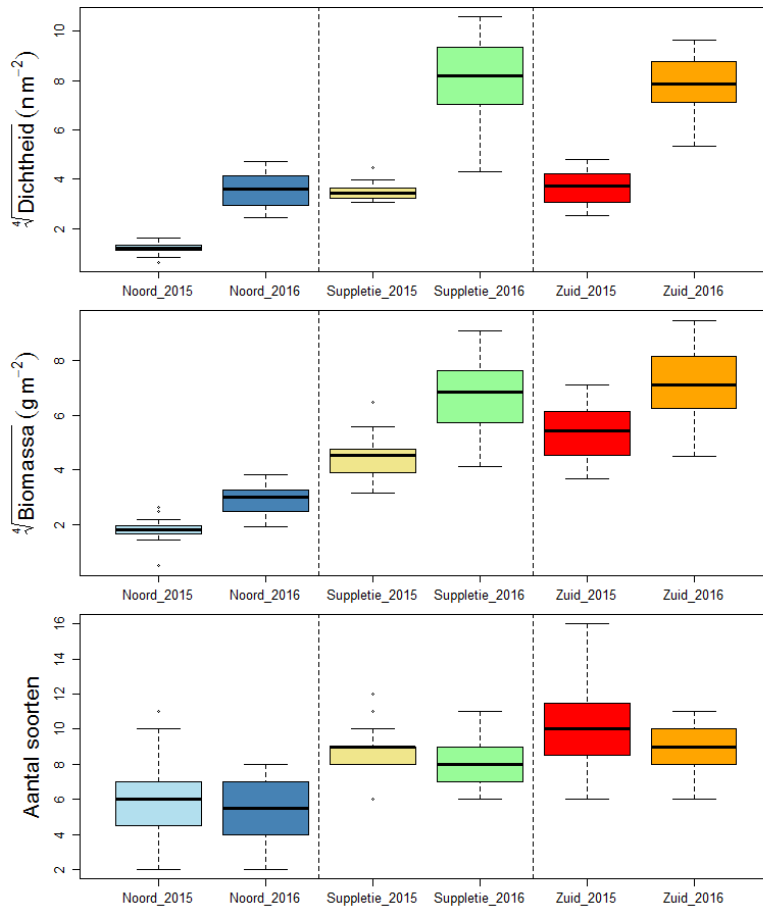 ∜Dichtheid (n m⁻²)
10
8
6
4
2
Noord_2015 Noord_2016 Suppletie_2015 Suppletie_2016 Zuid_2015 Zuid_2016
∜Biomassa (g m⁻²)
8
6
4
2
Noord_2015 Noord_2016 Suppletie_2015 Suppletie_2016 Zuid_2015 Zuid_2016
Aantal soorten
16
14
12
10
8
6
4
2
Noord_2015 Noord_2016 Suppletie_2015 Suppletie_2016 Zuid_2015 Zuid_2016